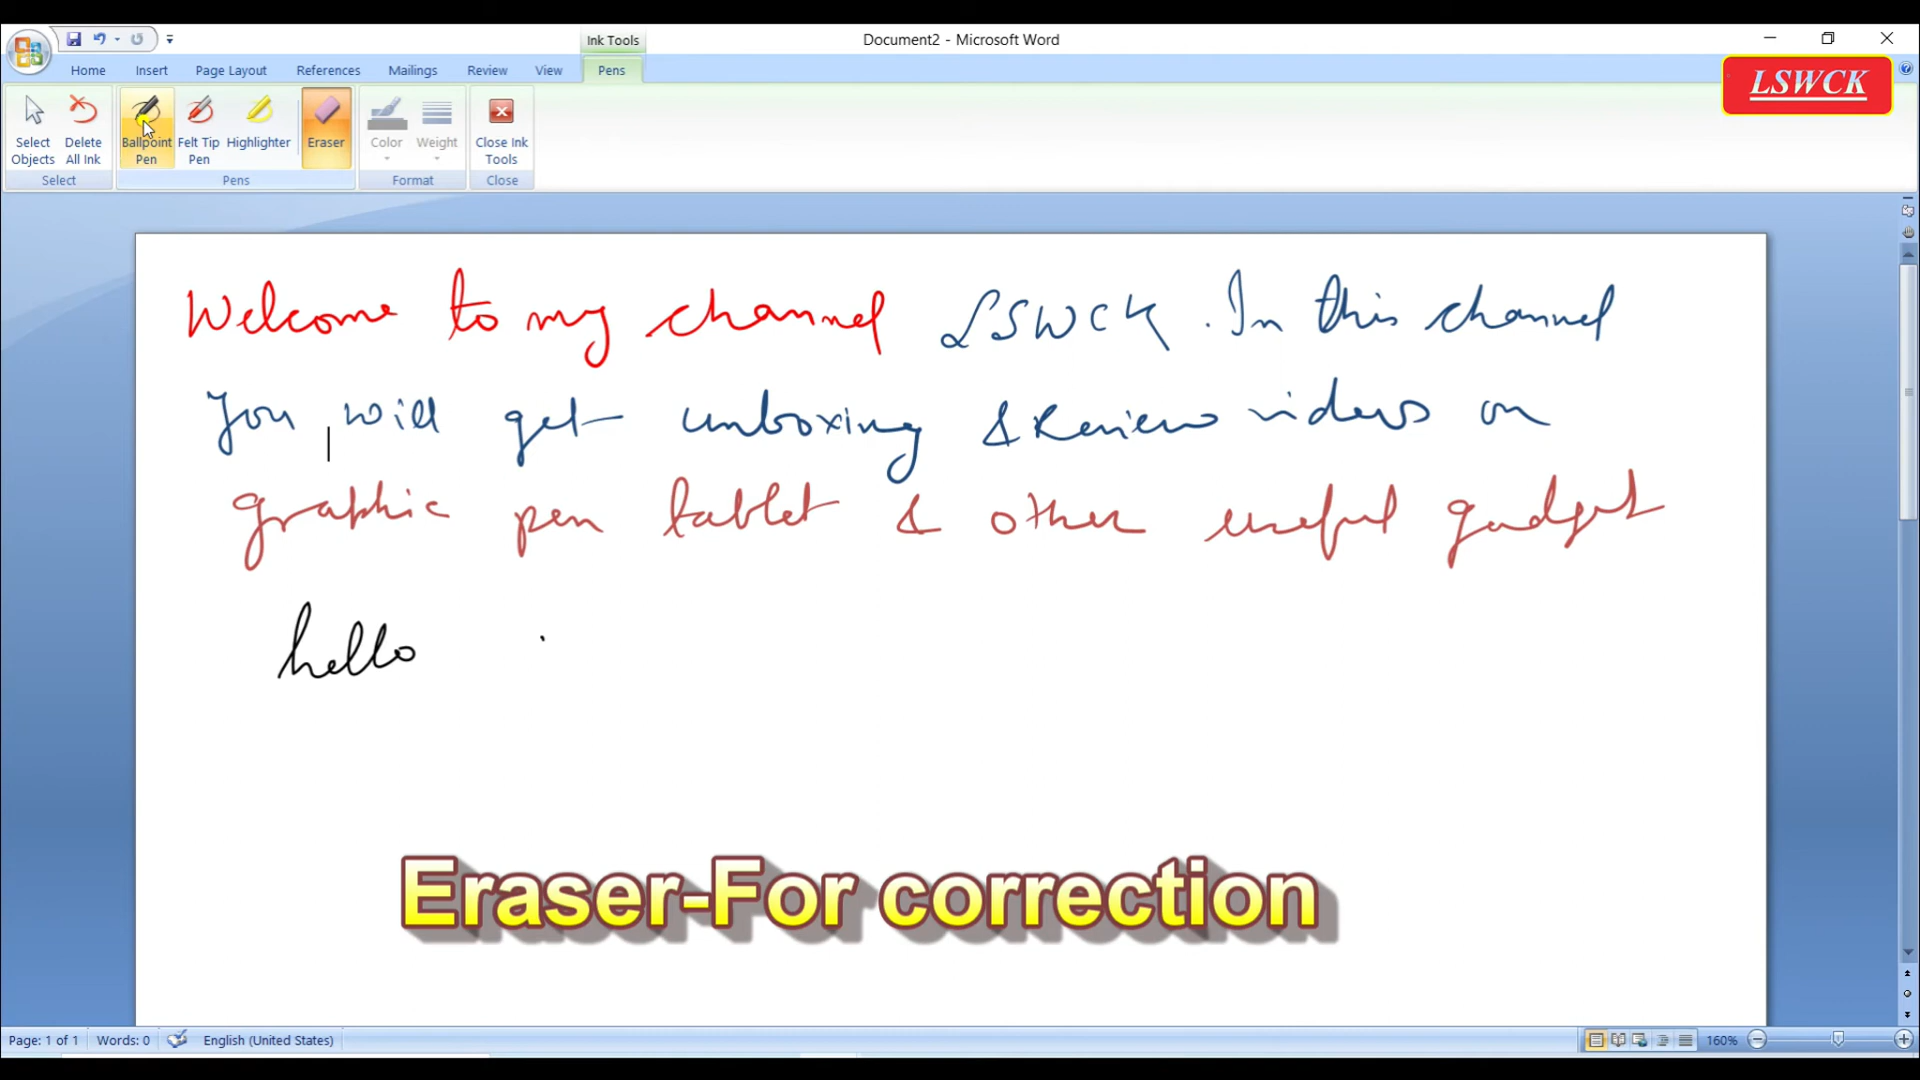 Ink Tools
Document2 - Microsoft Word
Home Insert Page Layout References Mailings Review View Pens
LSWCK
Select Objects
Delete All Ink
Ballpoint Pen
Felt Tip Pen
Highlighter
Eraser
Color
Weight
Close Ink Tools
Select Pens Format Close
Welcome to my channel LSWCK. In this channel
You will get unboxing & Review videos on
graphic pen tablet & other useful gadget
hello
Eraser-For correction
Page: 1 of 1 Words: 0 English (United States) 160%